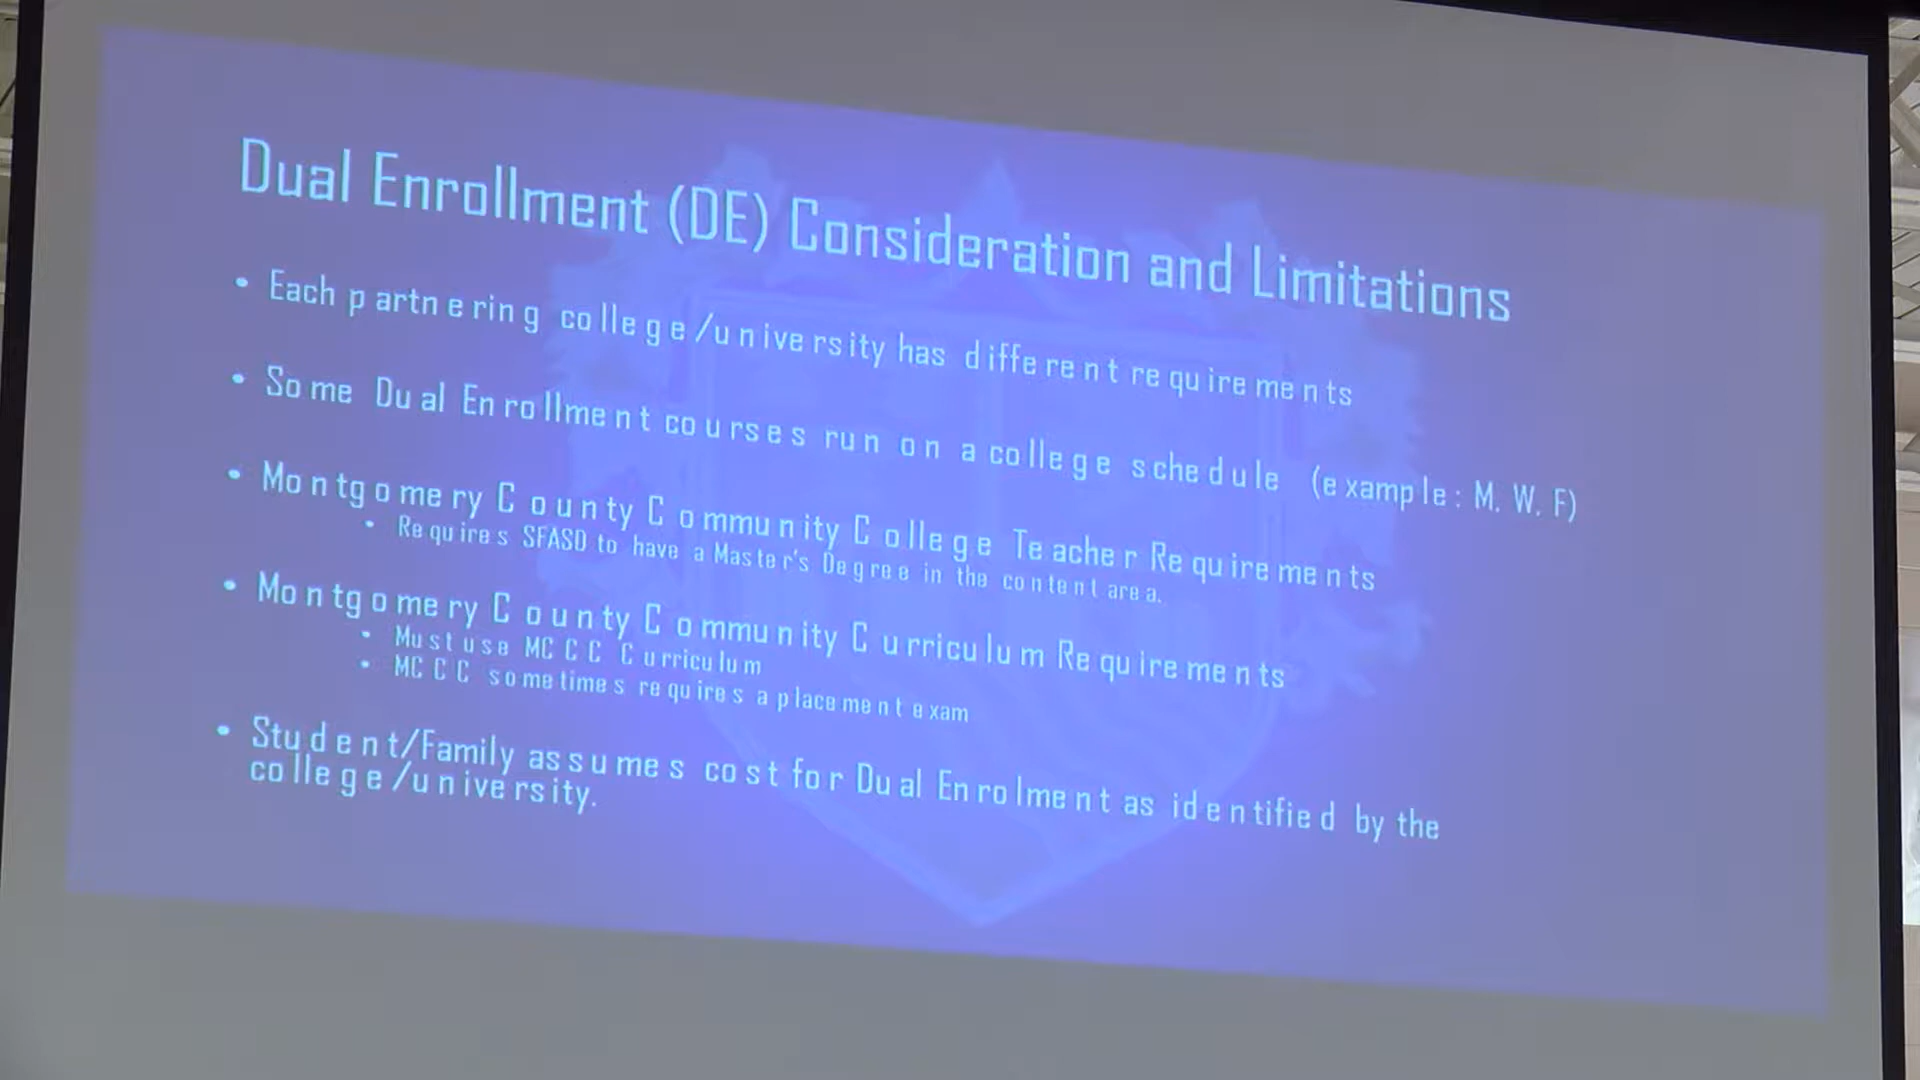 Dual Enrollment (DE) Consideration and Limitations
• Each partnering college/university has different requirements
• Some Dual Enrollment courses run on a college schedule (example: M. W. F)
• Montgomery County Community College Teacher Requirements
• Requires SFASD to have a Master's Degree in the content area.
• Montgomery County Community Curriculum Requirements
• Must use MCCC Curriculum
• MCCC sometimes requires a placement exam
• Student/Family assumes cost for Dual Enrolment as identified by the
college/university.